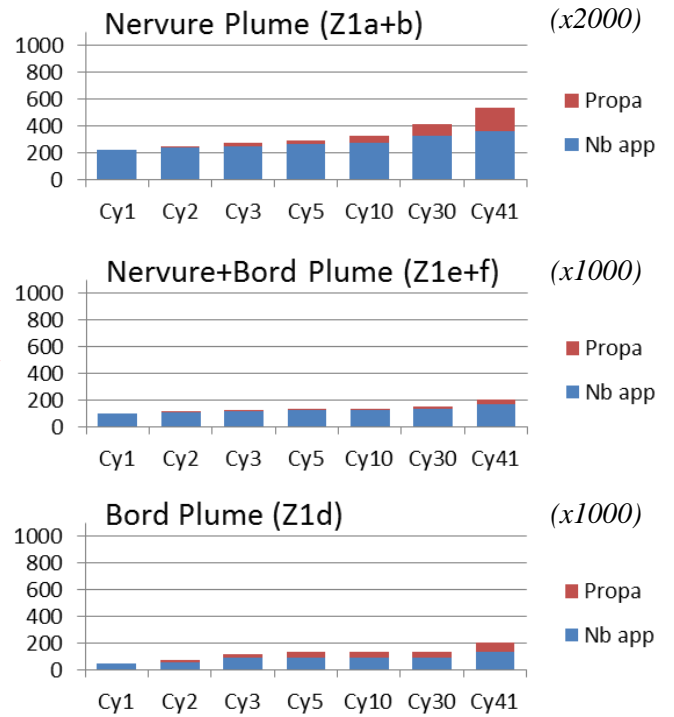 Nervure Plume (Z1a+b) (x2000)
1000
800
600
400
200
0
Propa
Nb app
Cy1 Cy2 Cy3 Cy5 Cy10 Cy30 Cy41
Nervure+Bord Plume (Z1e+f) (x1000)
1000
800
600
400
200
0
Propa
Nb app
Cy1 Cy2 Cy3 Cy5 Cy10 Cy30 Cy41
Bord Plume (Z1d) (x1000)
1000
800
600
400
200
0
Propa
Nb app
Cy1 Cy2 Cy3 Cy5 Cy10 Cy30 Cy41